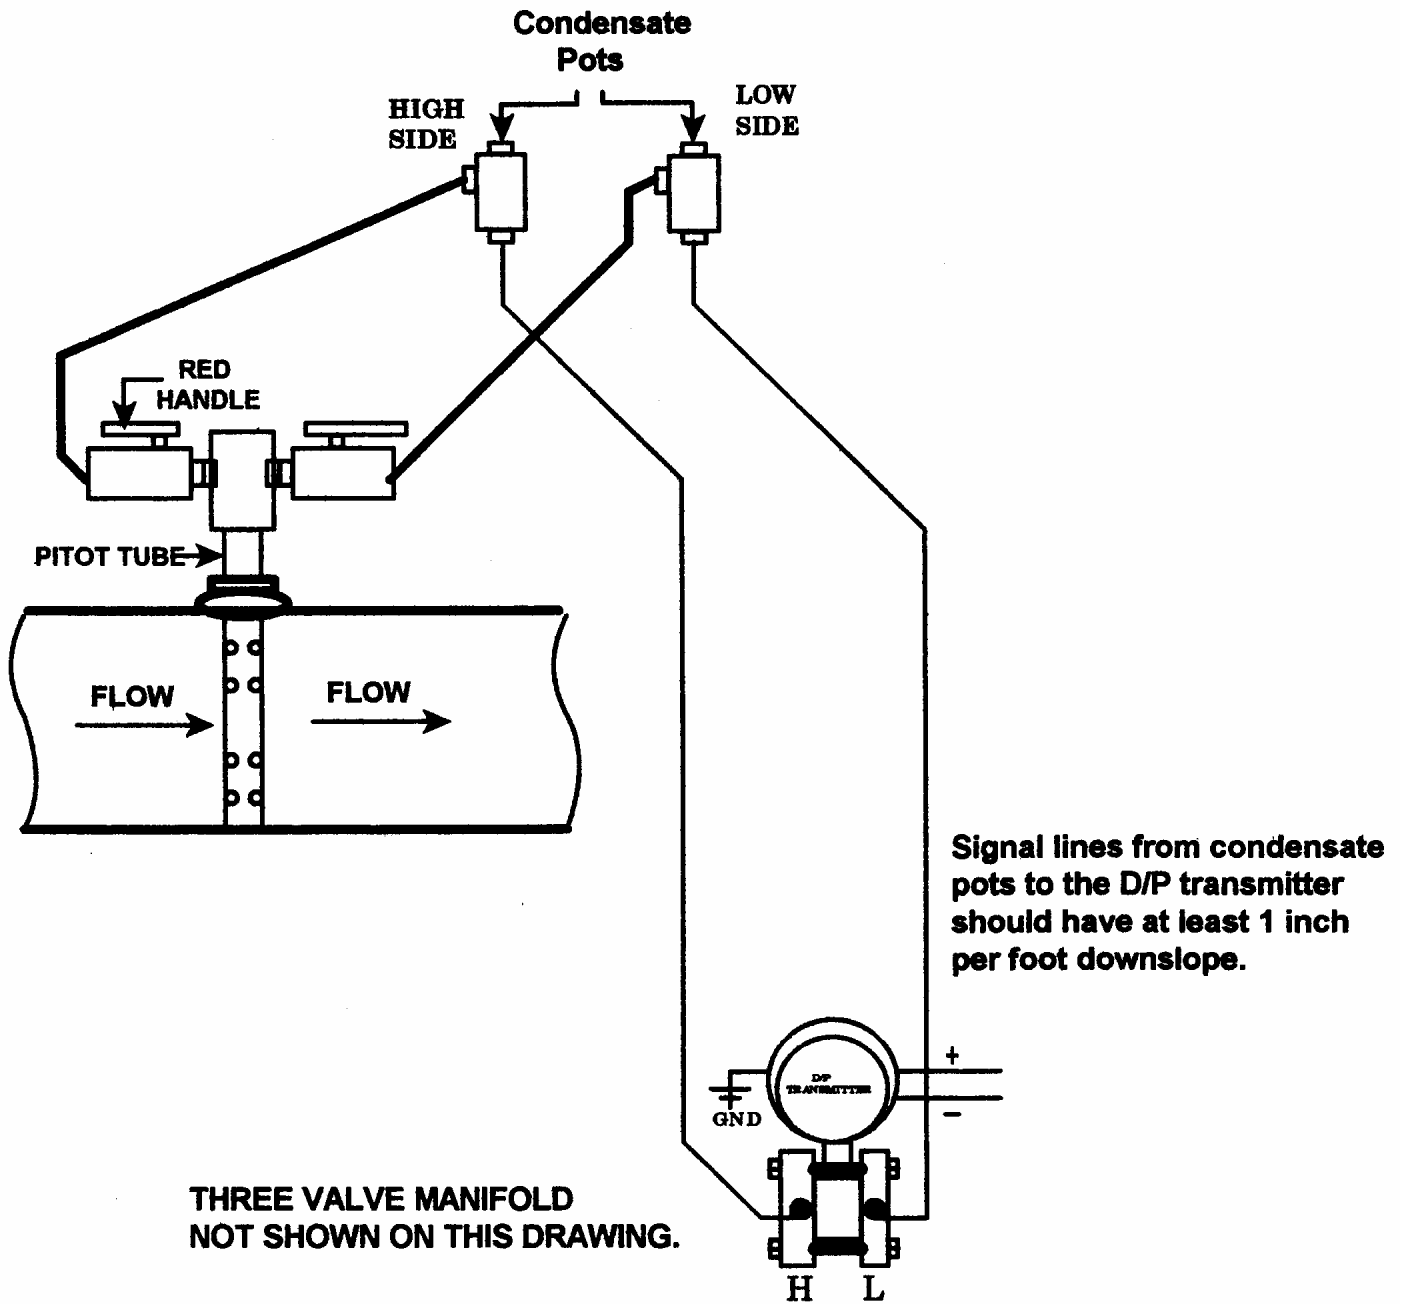 Condensate
Pots
HIGH
SIDE
LOW
SIDE
RED
HANDLE
PITOT TUBE
FLOW
FLOW
Signal lines from condensate
pots to the D/P transmitter
should have at least 1 inch
per foot downslope.
D/P
TRANSMITTER
+
−
GND
THREE VALVE MANIFOLD
NOT SHOWN ON THIS DRAWING.
H
L